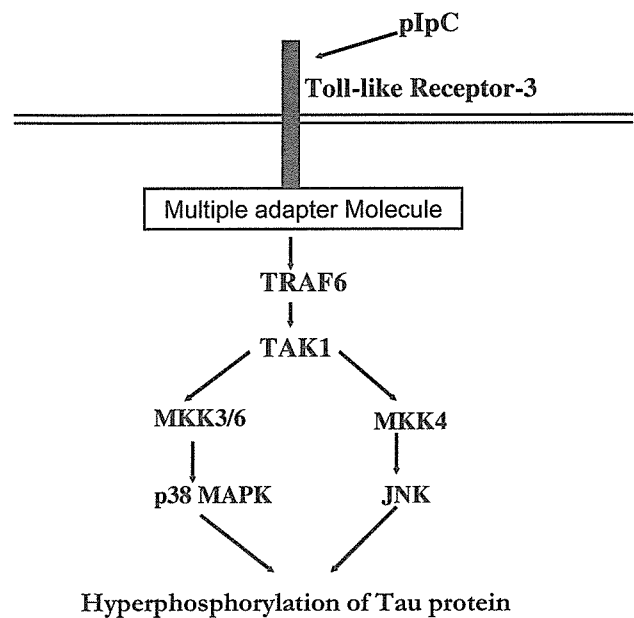 pIpC
Toll-like Receptor-3
Multiple adapter Molecule
TRAF6
TAK1
MKK3/6
MKK4
p38 MAPK
JNK
Hyperphosphorylation of Tau protein